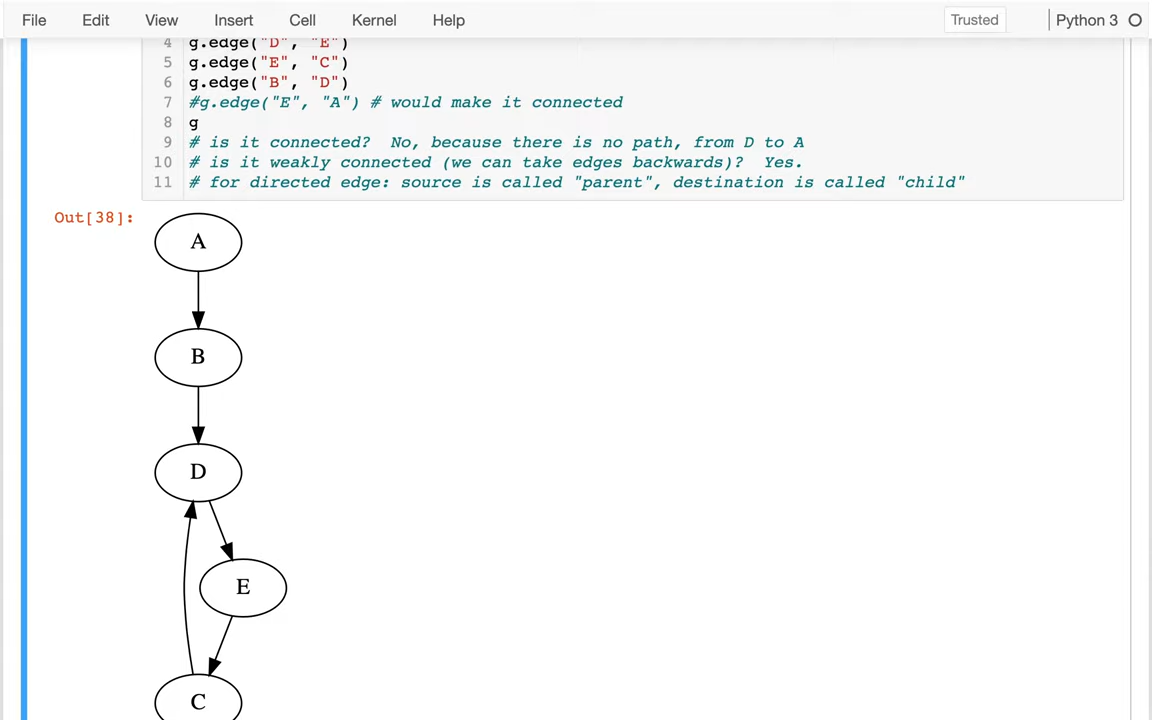 File Edit View Insert Cell Kernel Help Trusted Python 3
4 g.edge("D", "E")
5 g.edge("E", "C")
6 g.edge("B", "D")
7 #g.edge("E", "A") # would make it connected
8 g
9 # is it connected?  No, because there is no path, from D to A
10 # is it weakly connected (we can take edges backwards)?  Yes.
11 # for directed edge: source is called "parent", destination is called "child"
Out[38]:
A
B
D
E
C